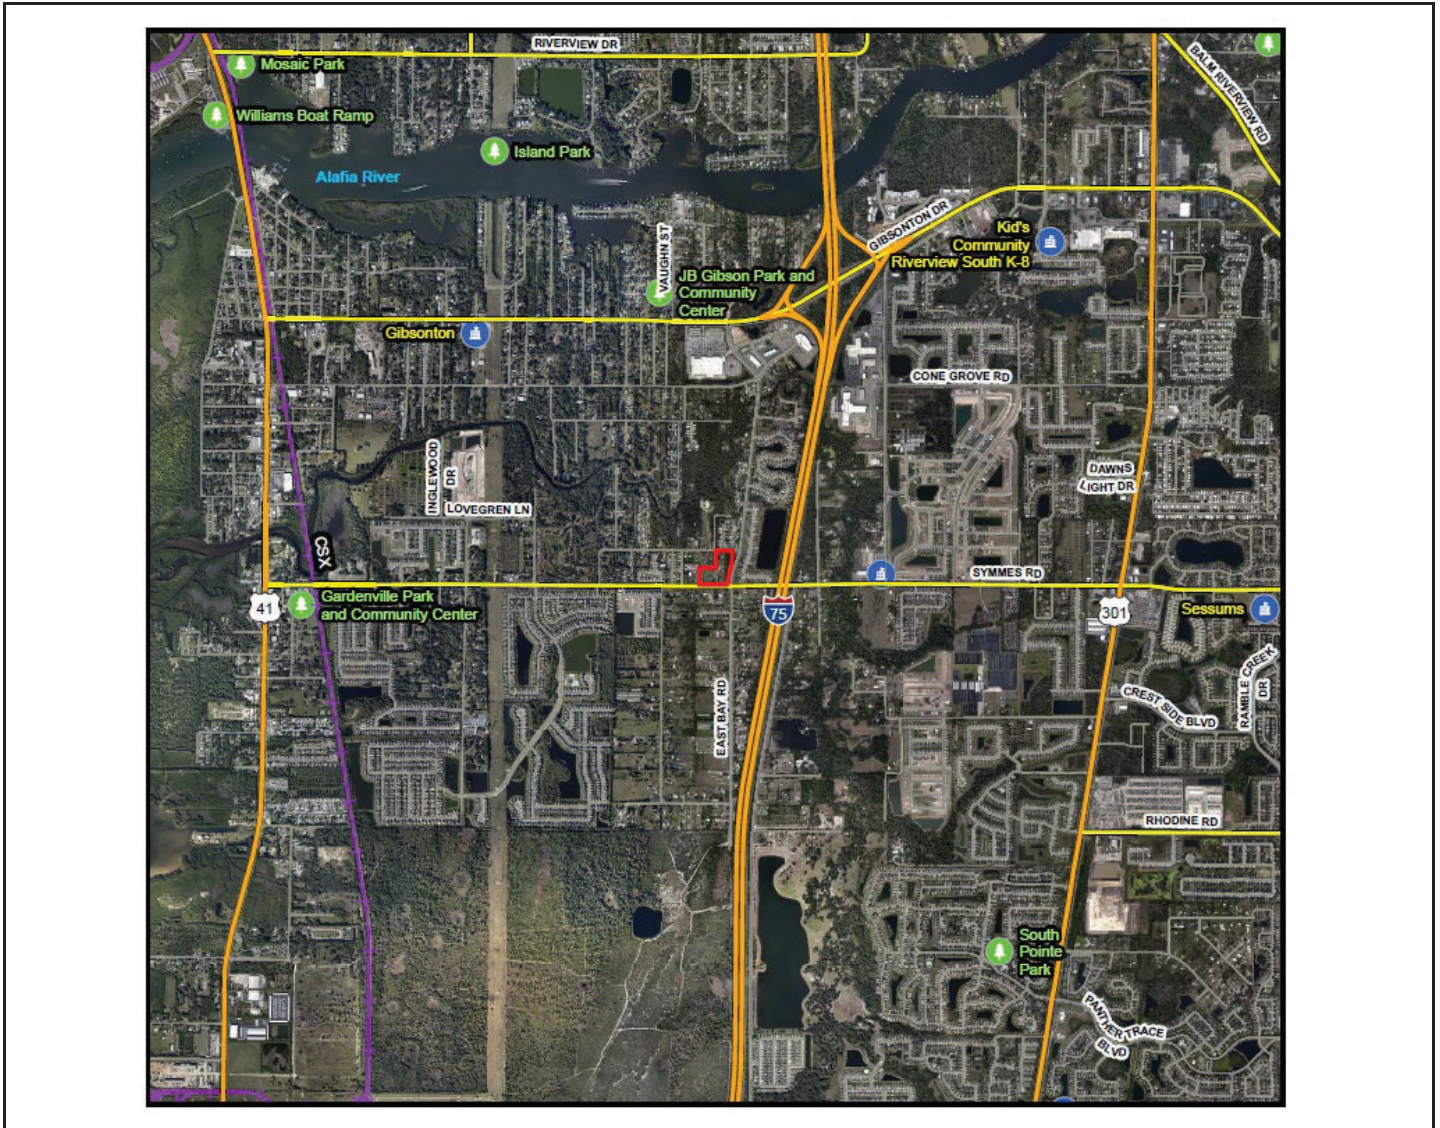 RIVERVIEW DR
Mosaic Park
BALM RIVERVIEW RD
Williams Boat Ramp
Island Park
Alafia River
GIBSONTON DR
VAUGHN ST
Kid's
Community
Riverview South K-8
JB Gibson Park and
Community
Center
Gibsonton
CONE GROVE RD
INGLEWOOD
DR
DAWNS
LIGHT DR
LOVEGREN LN
CSX
SYMMES RD
Gardenville Park
and Community Center
41
75
301
Sessums
EAST BAY RD
CREST SIDE BLVD
RAMBLE CREEK
DR
RHODINE RD
South
Pointe
Park
PANTHER TRACE
BLVD